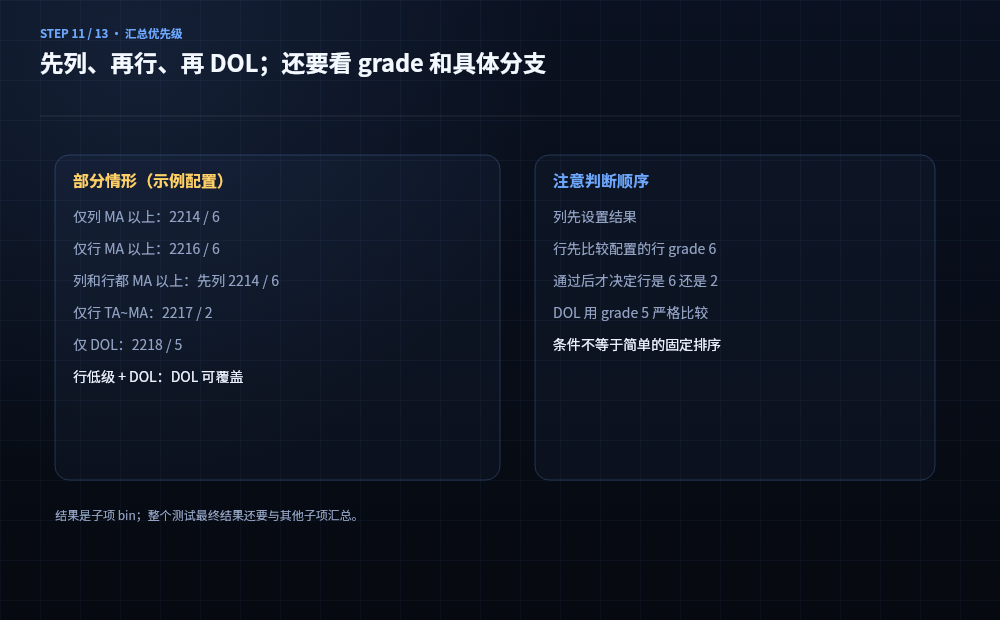 STEP 11 / 13 • 汇总优先级
先列、再行、再 DOL；还要看 grade 和具体分支
部分情形（示例配置）
仅列 MA 以上：2214 / 6
仅行 MA 以上：2216 / 6
列和行都 MA 以上：先列 2214 / 6
仅行 TA~MA：2217 / 2
仅 DOL：2218 / 5
行低级 + DOL：DOL 可覆盖
注意判断顺序
列先设置结果
行先比较配置的行 grade 6
通过后才决定行是 6 还是 2
DOL 用 grade 5 严格比较
条件不等于简单的固定排序
结果是子项 bin；整个测试最终结果还要与其他子项汇总。